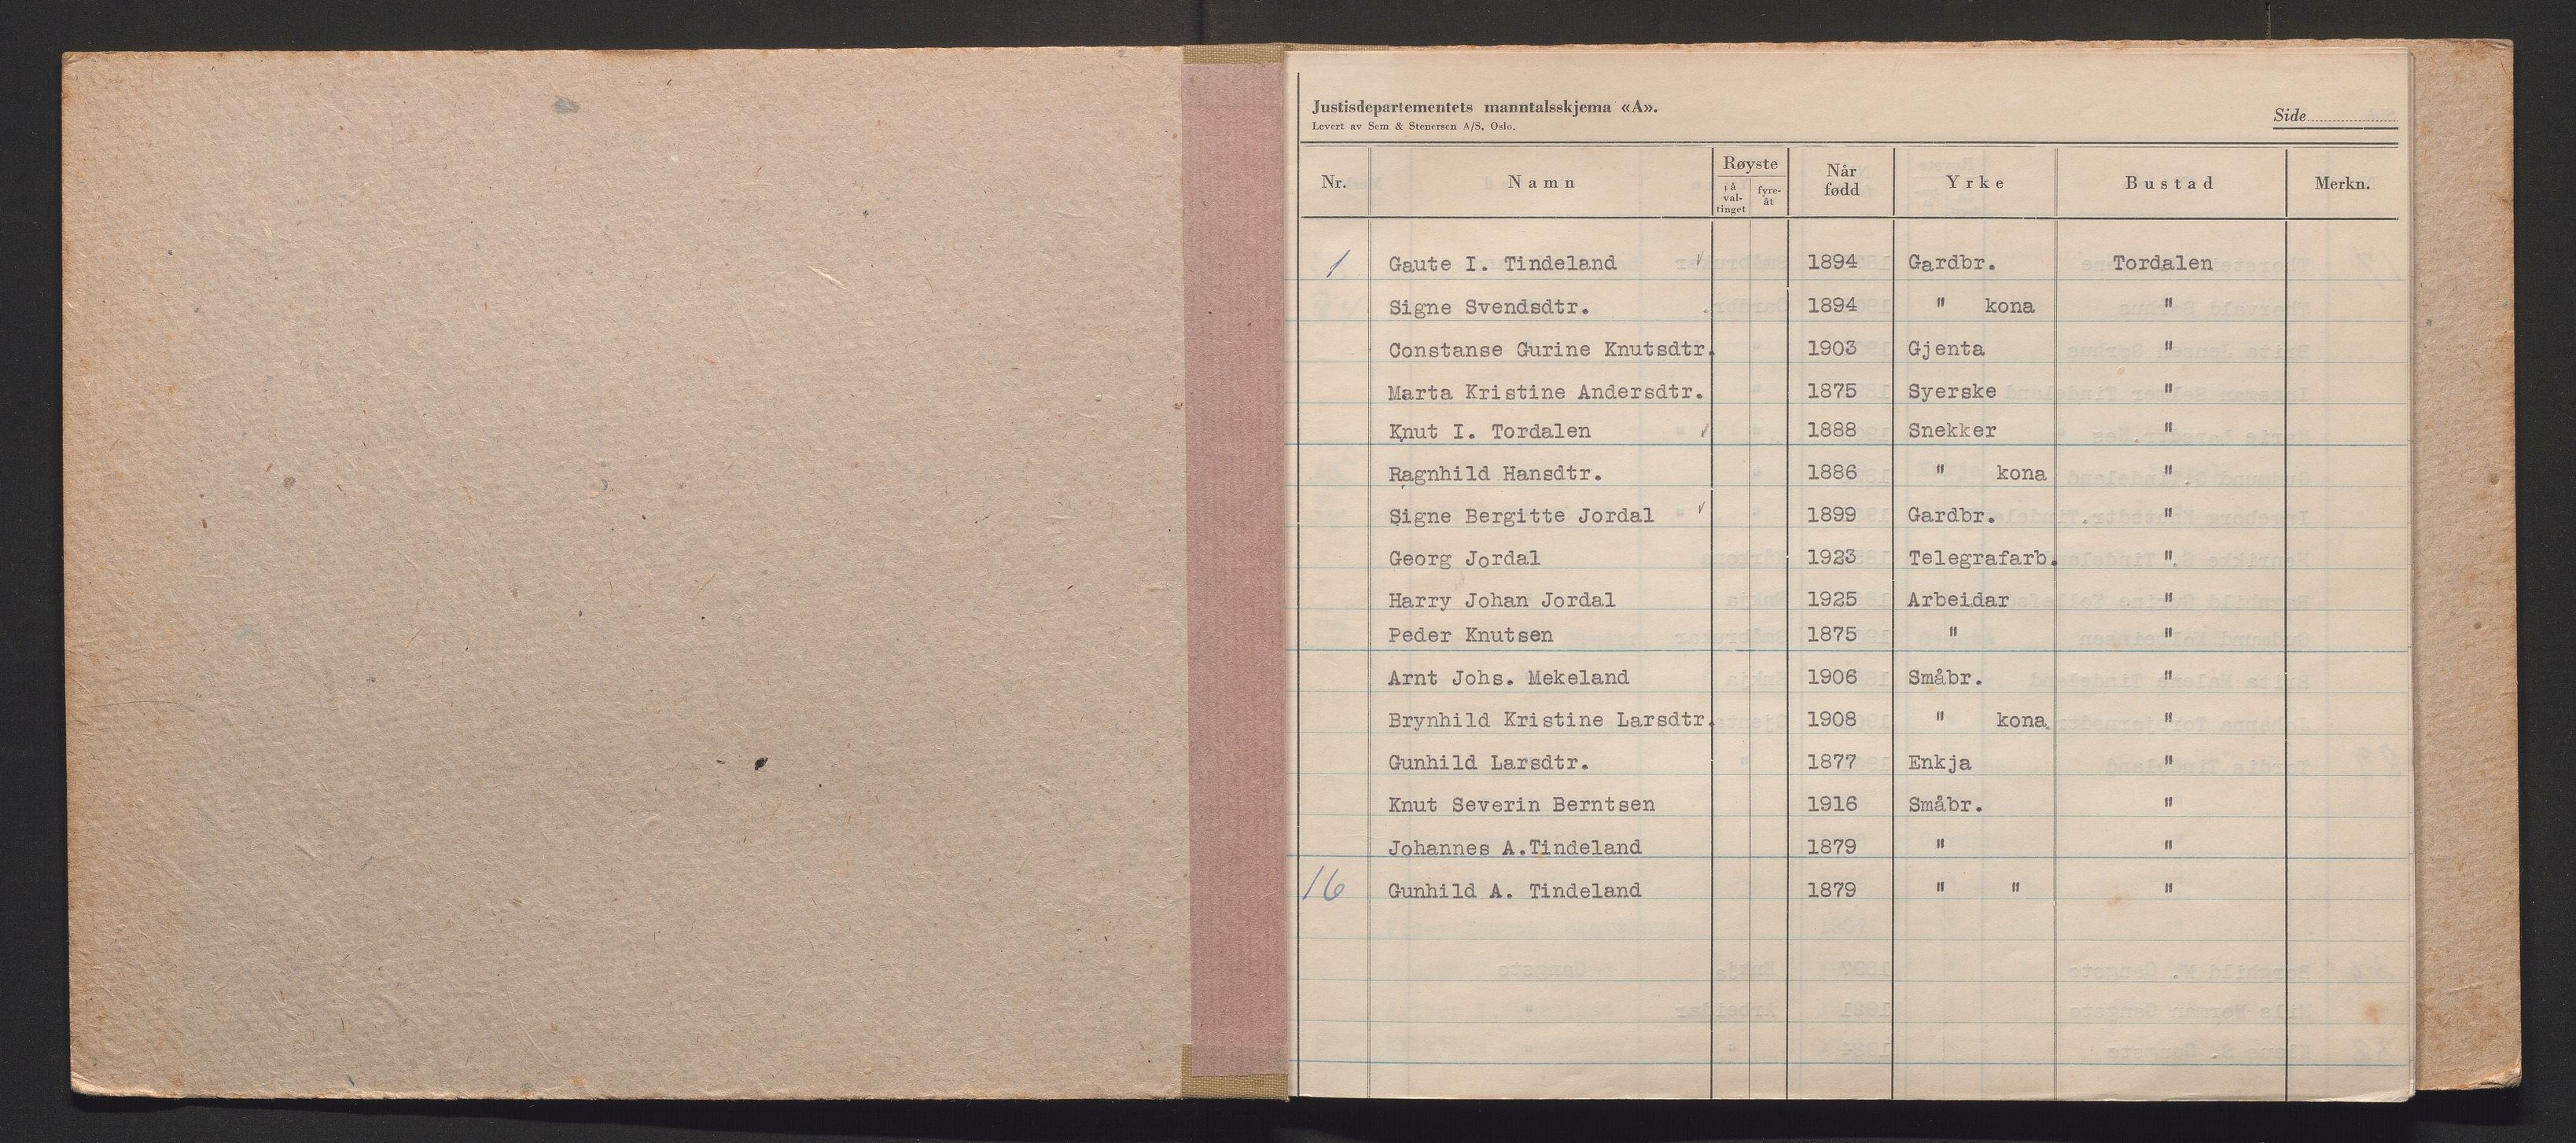 Justisdepartementets manntalsskjema «A».
Levert av Sem & Stenersen A/S, Oslo.
Side
Nr. Namn Røyste på valtinget fyreåt Når fødd Yrke Bustad Merkn.
1 Gaute I. Tindeland ✓ 1894 Gardbr. Tordalen
Signe Svendsdtr. 1894 " kona "
Constanse Gurine Knutsdtr. 1903 Gjenta "
Marta Kristine Andersdtr. 1875 Syerske "
Knut I. Tordalen ✓ 1888 Snekker "
Ragnhild Hansdtr. 1886 " kona "
Signe Bergitte Jordal ✓ 1899 Gardbr. "
Georg Jordal 1923 Telegrafarb. "
Harry Johan Jordal 1925 Arbeidar "
Peder Knutsen 1875 " "
Arnt Johs. Mekeland 1906 Småbr. "
Brynhild Kristine Larsdtr. 1908 " kona. "
Gunhild Larsdtr. 1877 Enkja "
Knut Severin Berntsen 1916 Småbr. "
Johannes A.Tindeland 1879 " "
16 Gunhild A. Tindeland 1879 " " "